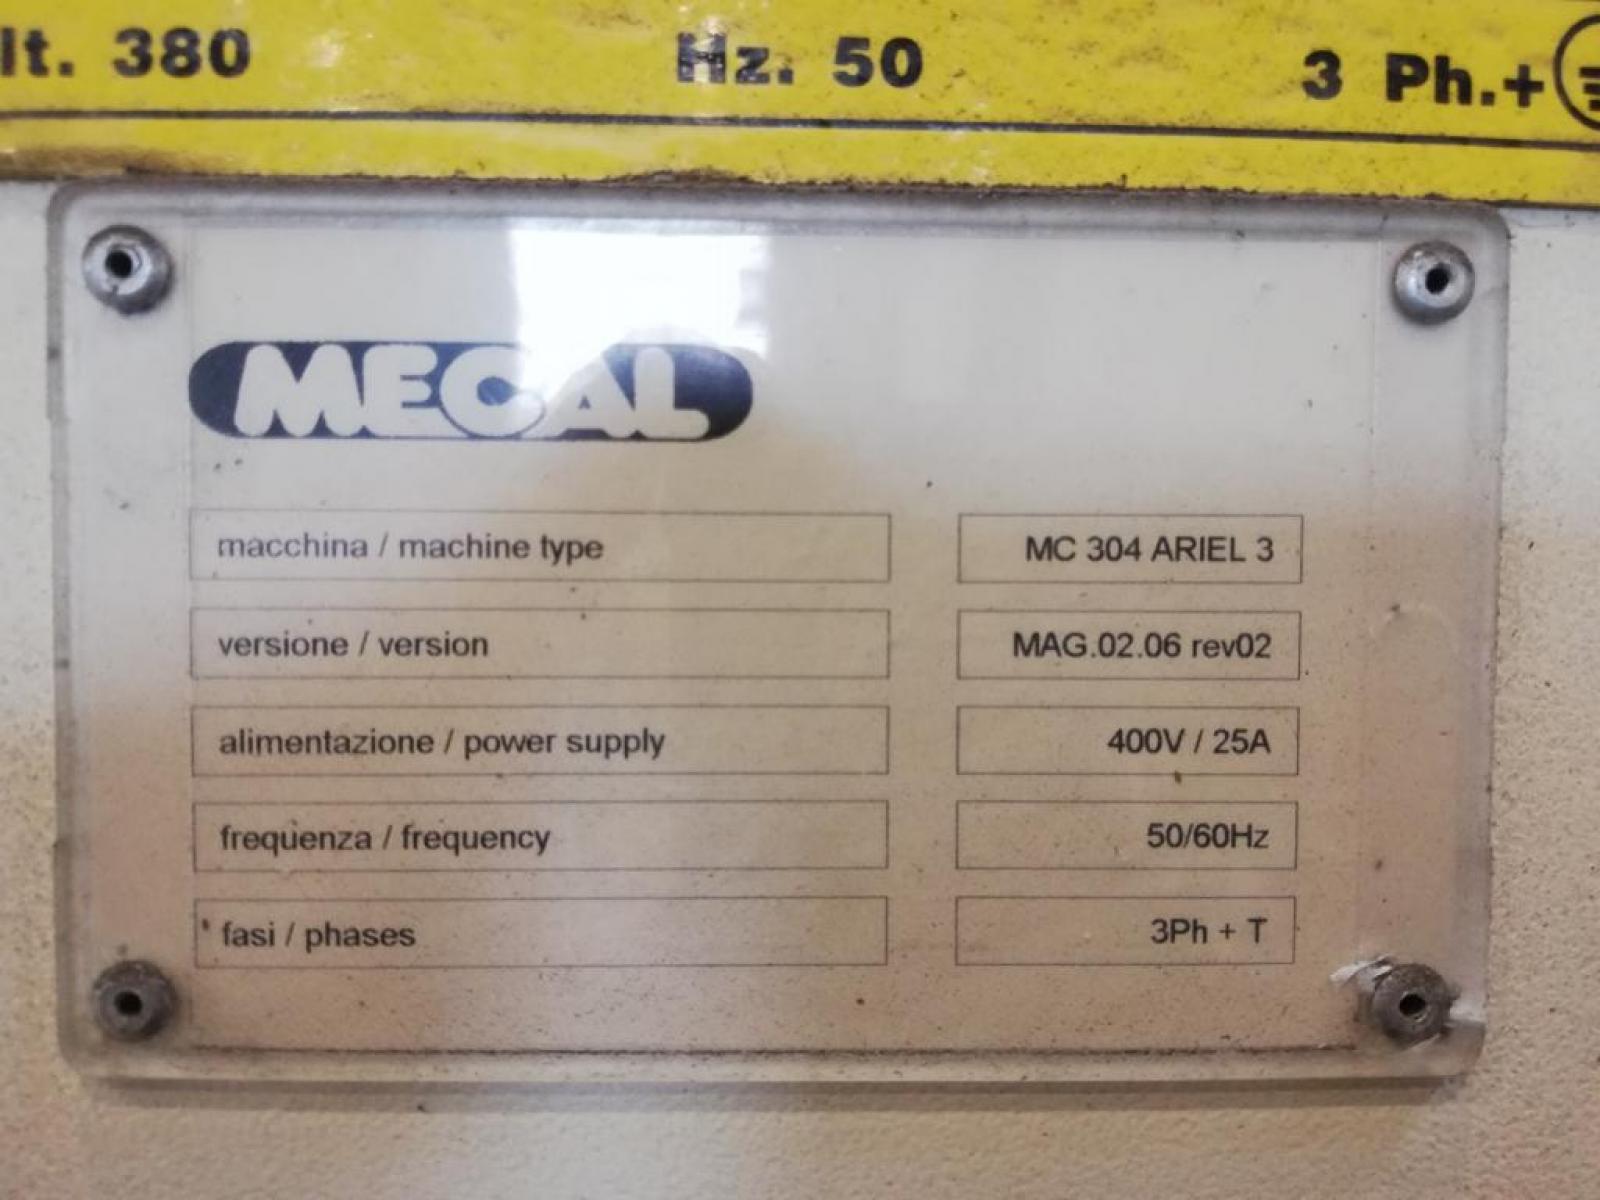 lt. 380 Hz. 50 3 Ph.+
MECAL
macchina / machine type MC 304 ARIEL 3
versione / version MAG.02.06 rev02
alimentazione / power supply 400V / 25A
frequenza / frequency 50/60Hz
fasi / phases 3Ph + T